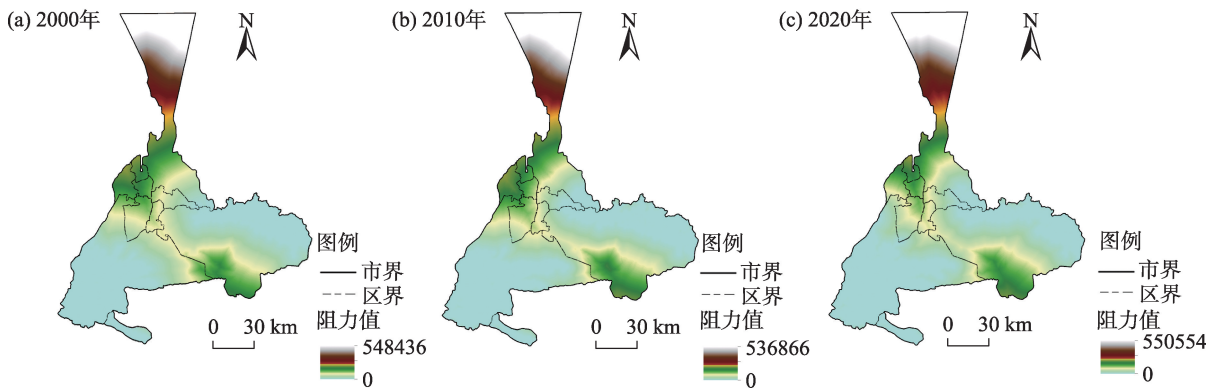 (a) 2000年
N
图例
市界
区界
阻力值
548436
0
0 30 km
(b) 2010年
N
图例
市界
区界
阻力值
536866
0
0 30 km
(c) 2020年
N
图例
市界
区界
阻力值
550554
0
0 30 km